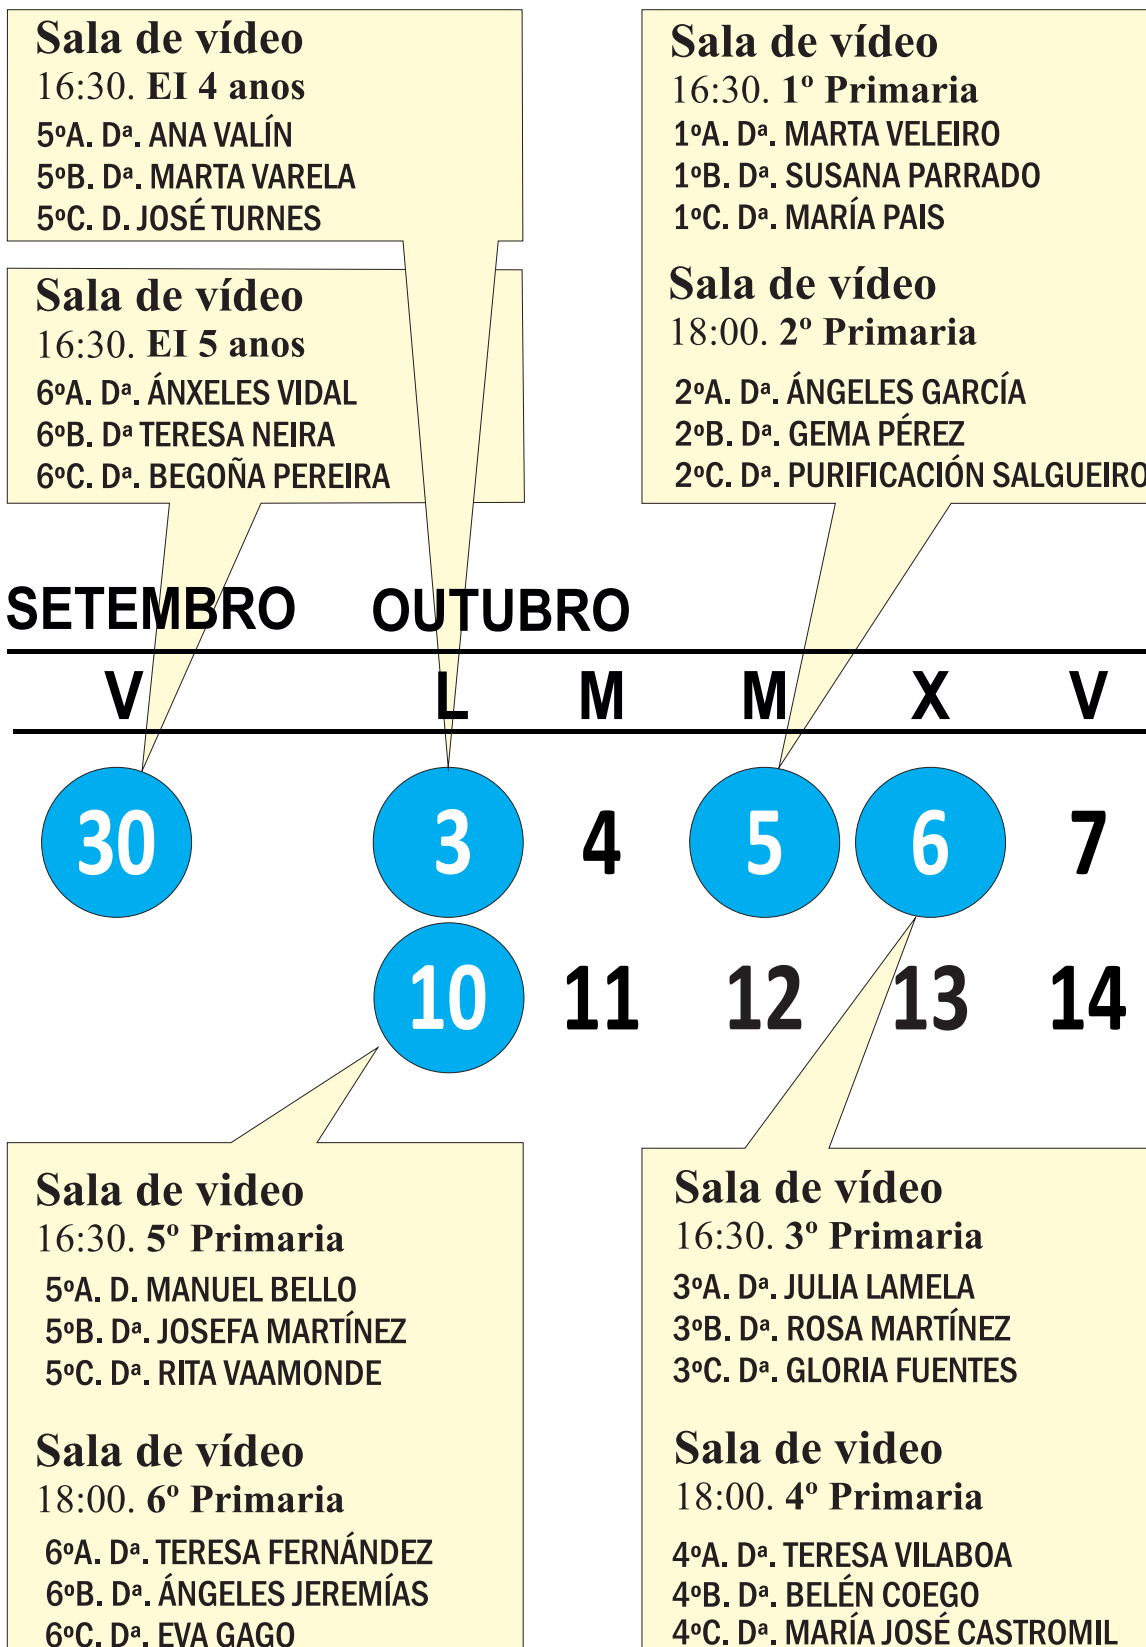 Sala de vídeo
16:30. EI 4 anos
5ºA. Dª. ANA VALÍN
5ºB. Dª. MARTA VARELA
5ºC. D. JOSÉ TURNES
Sala de vídeo
16:30. EI 5 anos
6ºA. Dª. ÁNXELES VIDAL
6ºB. Dª TERESA NEIRA
6ºC. Dª. BEGOÑA PEREIRA
Sala de vídeo
16:30. 1º Primaria
1ºA. Dª. MARTA VELEIRO
1ºB. Dª. SUSANA PARRADO
1ºC. Dª. MARÍA PAIS
Sala de vídeo
18:00. 2º Primaria
2ºA. Dª. ÁNGELES GARCÍA
2ºB. Dª. GEMA PÉREZ
2ºC. Dª. PURIFICACIÓN SALGUEIRO
SETEMBRO OUTUBRO
V L M M X V
30 3 4 5 6 7
10 11 12 13 14
Sala de video
16:30. 5º Primaria
5ºA. D. MANUEL BELLO
5ºB. Dª. JOSEFA MARTÍNEZ
5ºC. Dª. RITA VAAMONDE
Sala de vídeo
18:00. 6º Primaria
6ºA. Dª. TERESA FERNÁNDEZ
6ºB. Dª. ÁNGELES JEREMÍAS
6ºC. Dª. EVA GAGO
Sala de vídeo
16:30. 3º Primaria
3ºA. Dª. JULIA LAMELA
3ºB. Dª. ROSA MARTÍNEZ
3ºC. Dª. GLORIA FUENTES
Sala de video
18:00. 4º Primaria
4ºA. Dª. TERESA VILABOA
4ºB. Dª. BELÉN COEGO
4ºC. Dª. MARÍA JOSÉ CASTROMIL